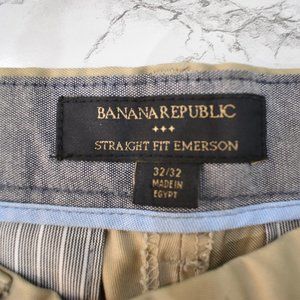 BANANA REPUBLIC
STRAIGHT FIT EMERSON
32/32
MADE IN
EGYPT